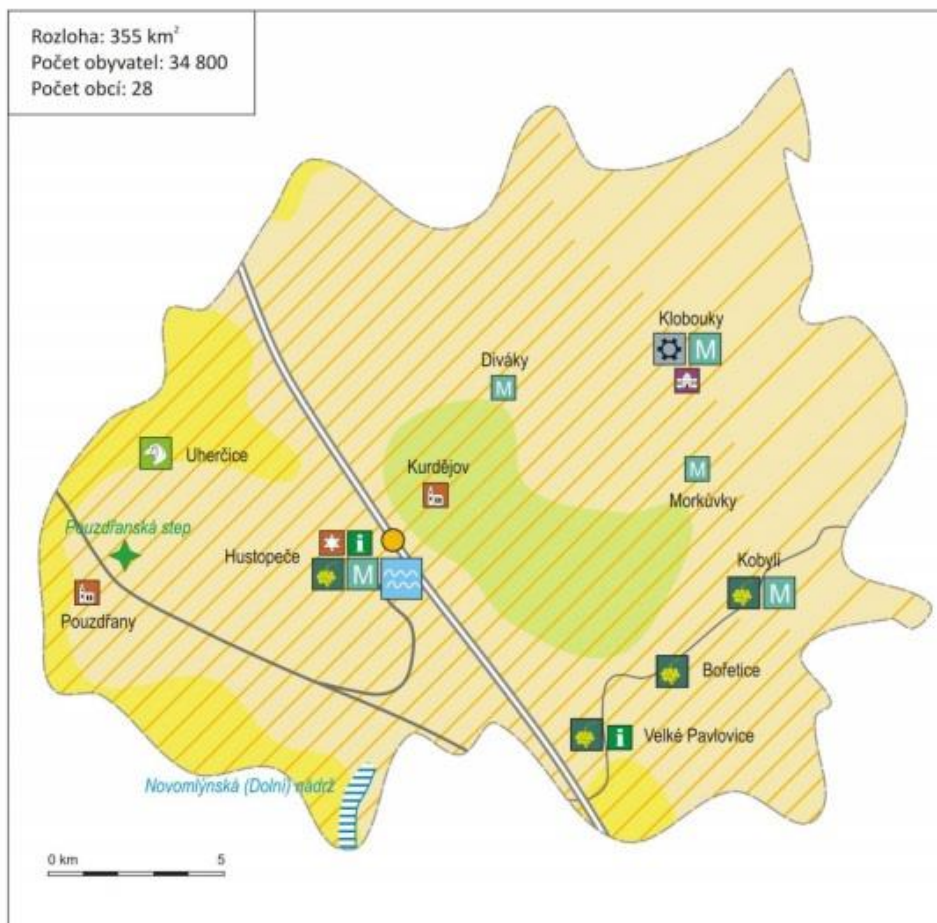 Rozloha: 355 km²
Počet obyvatel: 34 800
Počet obcí: 28
Klobouky
M
Diváky
M
Uherčice
Kurdějov
M
Morkůvky
Pouzdřanská step
Hustopeče
i
M
Kobylí
M
Pouzdřany
Bořetice
i
Velké Pavlovice
Novomlýnská (Dolní) nádrž
0 km 5